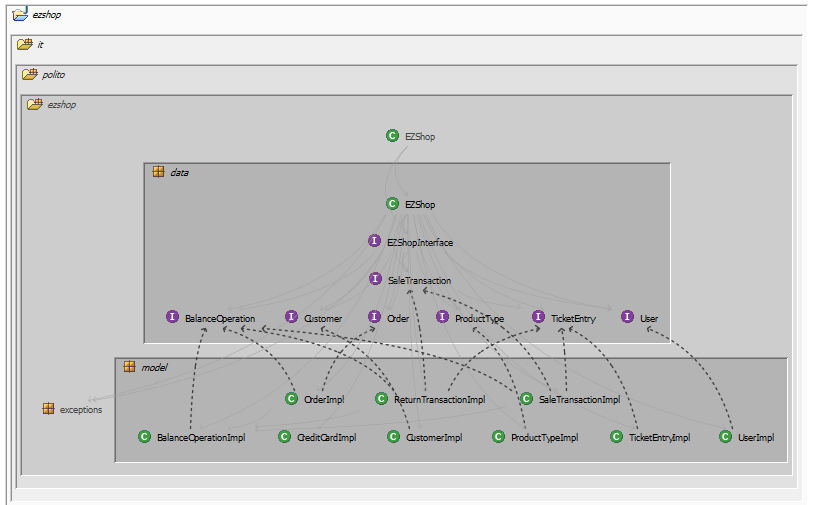 ezshop
it
polito
ezshop
C EZShop
data
C EZShop
I EZShopInterface
I SaleTransaction
I BalanceOperation I Customer I Order I ProductType I TicketEntry I User
model
C OrderImpl C ReturnTransactionImpl C SaleTransactionImpl
exceptions
C BalanceOperationImpl C CreditCardImpl C CustomerImpl C ProductTypeImpl C TicketEntryImpl C UserImpl